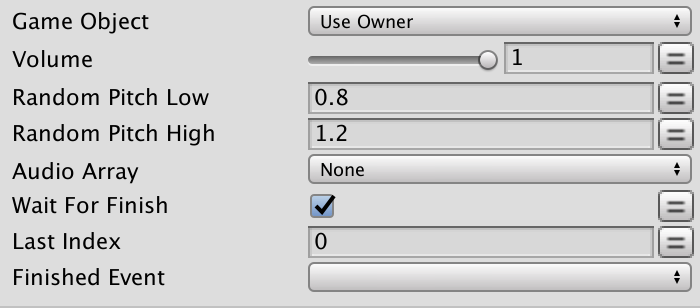 Game Object Use Owner
Volume 1
Random Pitch Low 0.8
Random Pitch High 1.2
Audio Array None
Wait For Finish
Last Index 0
Finished Event